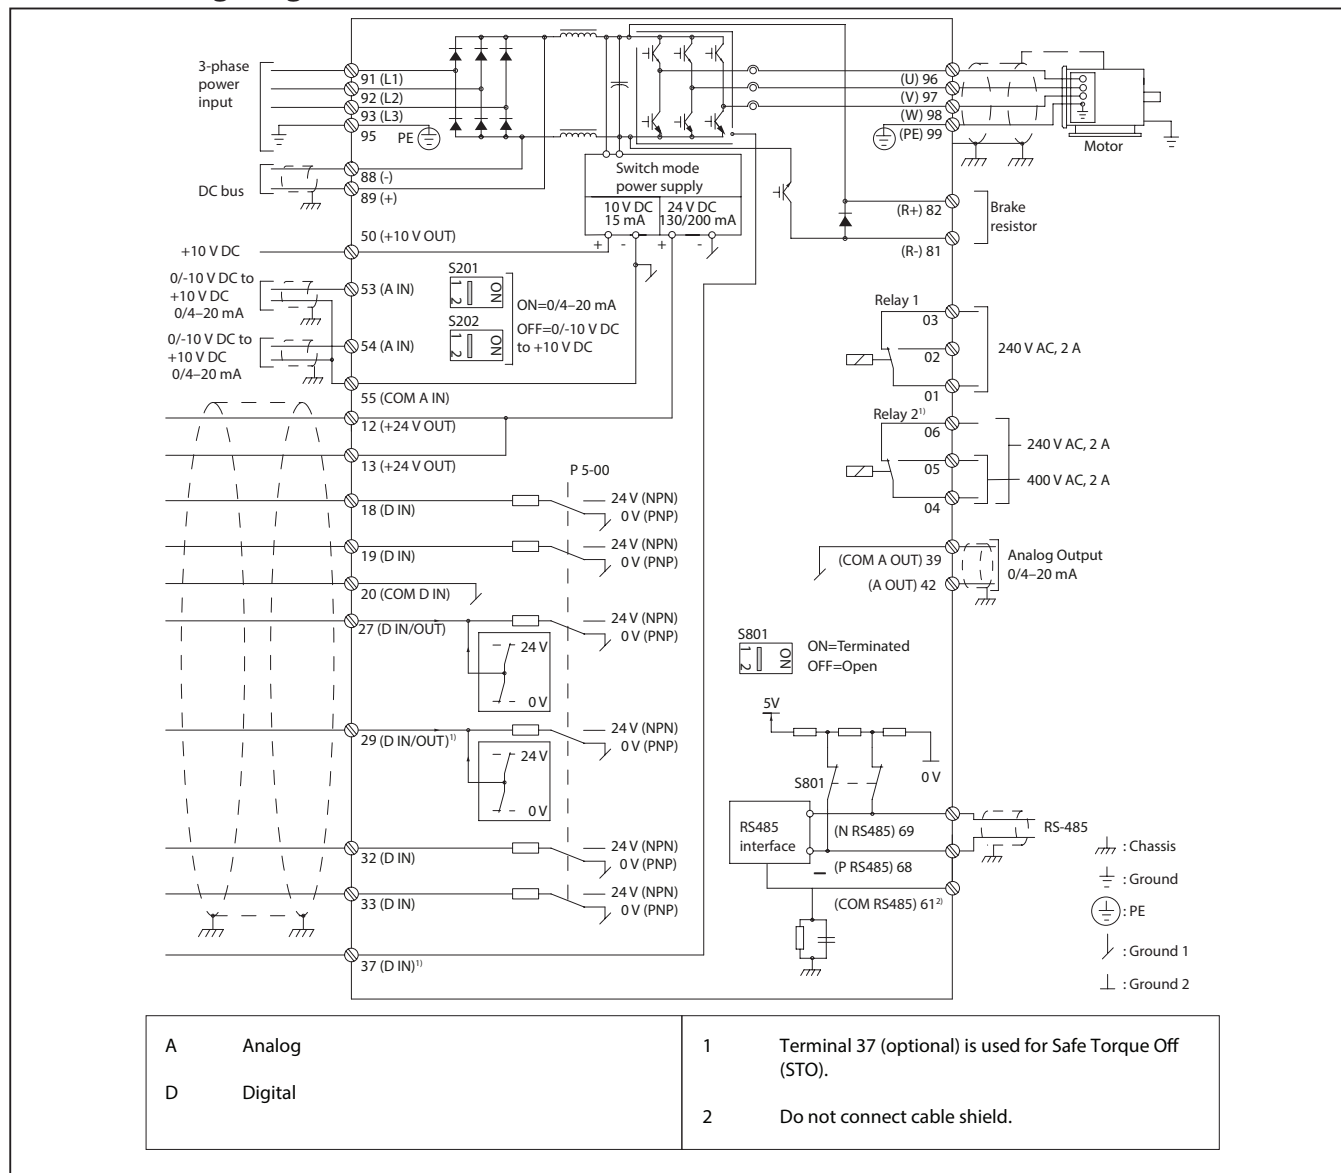 3-phase
power
input
91 (L1)
92 (L2)
93 (L3)
95
PE
DC bus
88 (-)
89 (+)
50 (+10 V OUT)
+10 V DC
0/-10 V DC to
+10 V DC
0/4–20 mA
53 (A IN)
0/-10 V DC to
+10 V DC
0/4–20 mA
54 (A IN)
55 (COM A IN)
12 (+24 V OUT)
13 (+24 V OUT)
18 (D IN)
19 (D IN)
20 (COM D IN)
27 (D IN/OUT)
24 V
0 V
29 (D IN/OUT)1)
24 V
0 V
32 (D IN)
33 (D IN)
37 (D IN)1)
S201
1
2
ON
S202
1
2
ON
ON=0/4–20 mA
OFF=0/-10 V DC
to +10 V DC
P 5-00
24 V (NPN)
0 V (PNP)
24 V (NPN)
0 V (PNP)
24 V (NPN)
0 V (PNP)
24 V (NPN)
0 V (PNP)
24 V (NPN)
0 V (PNP)
24 V (NPN)
0 V (PNP)
Switch mode
power supply
10 V DC
15 mA
24 V DC
130/200 mA
+ - + -
(U) 96
(V) 97
(W) 98
(PE) 99
Motor
(R+) 82
(R-) 81
Brake
resistor
Relay 1
03
02
01
240 V AC, 2 A
Relay 21)
06
05
04
240 V AC, 2 A
400 V AC, 2 A
(COM A OUT) 39
(A OUT) 42
Analog Output
0/4–20 mA
S801
1
2
ON
ON=Terminated
OFF=Open
5V
S801
0 V
RS485
interface
(N RS485) 69
(P RS485) 68
(COM RS485) 612)
RS-485
: Chassis
: Ground
: PE
: Ground 1
: Ground 2
A Analog
D Digital
1 Terminal 37 (optional) is used for Safe Torque Off
(STO).
2 Do not connect cable shield.